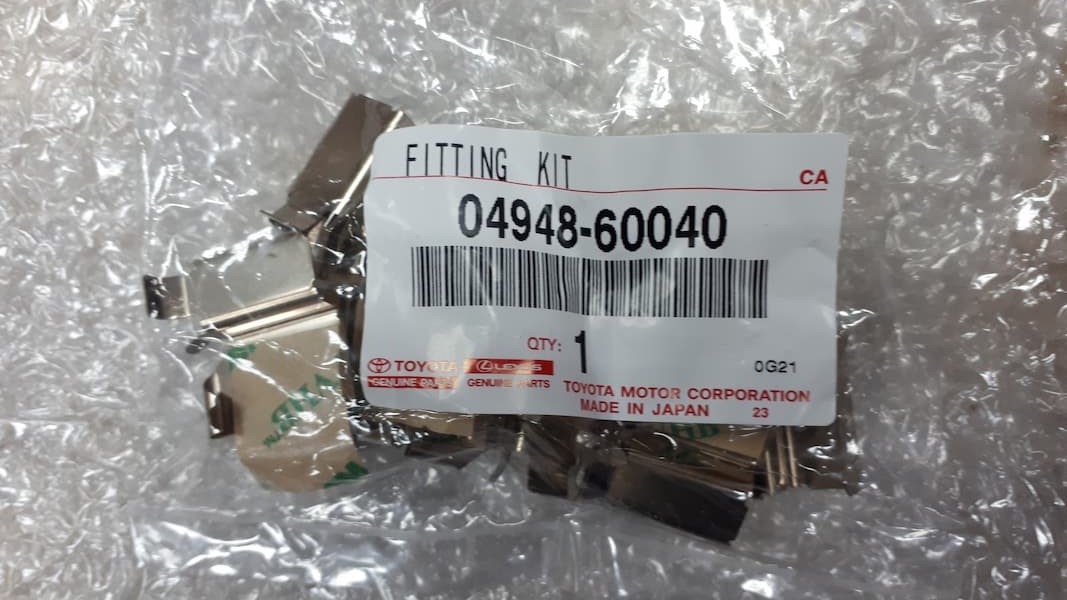 FITTING KIT
CA
04948-60040
QTY: 1
0G21
TOYOTA LEXUS
GENUINE PARTS GENUINE PARTS
TOYOTA MOTOR CORPORATION
MADE IN JAPAN 23